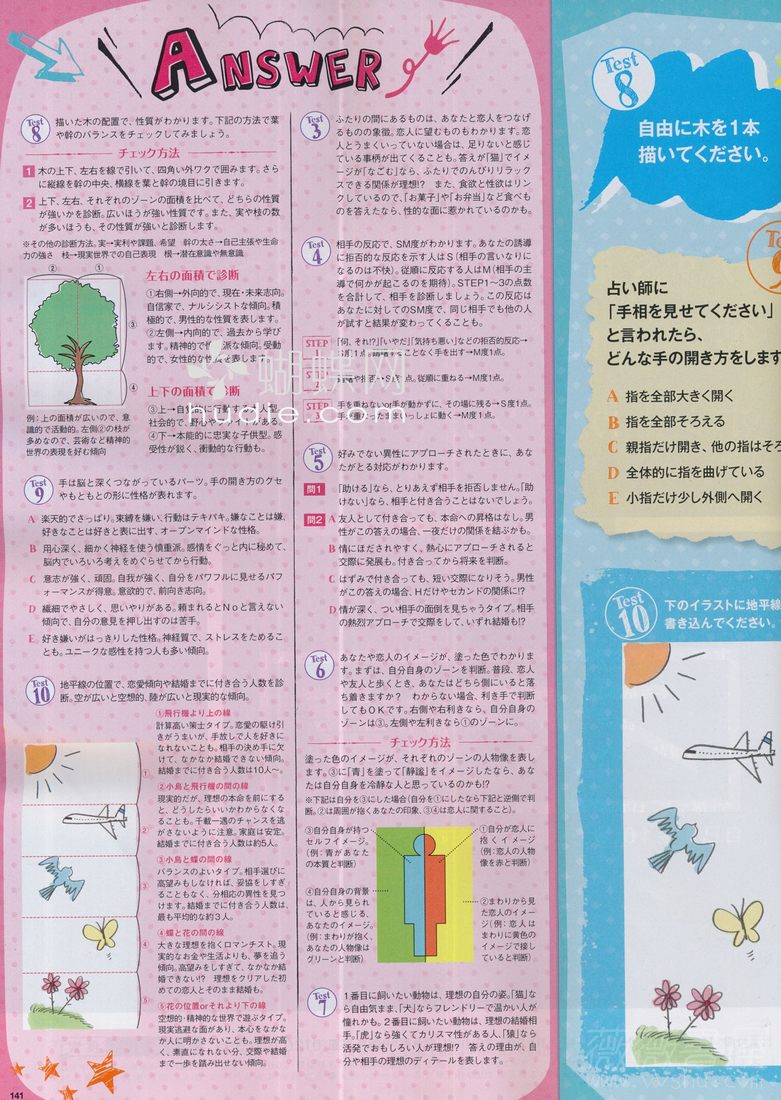 ANSWER
Test 8
描いた木の配置で、性質がわかります。下記の方法で葉
や幹のバランスをチェックしてみましょう。
チェック方法
1 木の上下、左右を線で引いて、四角い外ワクで囲みます。さら
に縦線を幹の中央、横線を葉と幹の境目に引きます。
2 上下、左右、それぞれのゾーンの面積を比べて、どちらの性質
が強いかを診断。広いほうが強い性質です。また、実や枝の数
が多いほうも、その性質が強いと診断します。
※その他の診断方法。実→実利や課題、希望 幹の太さ→自己主張や生命
力の強さ 枝→現実世界での自己表現 根→潜在意識や無意識
② ①
③
④
例:上の面積が広いので、意
識的で活動的。左側②の枝が
多めなので、芸術など精神的
世界の表現を好む傾向
左右の面積で診断
①右側→外向的で、現在・未来志向。
自信家で、ナルシシストな傾向。積
極的で、男性的な性質を表します。
②左側→内向的で、過去から学び
ます。精神的で
な傾向。受動
的で、女性的な性質を表します。
上下の面積で診断
③上→自
社会的で、野心
がある。
④下→本能的に忠実な子供型。感
受性が鋭く、衝動的な行動も。
Test 9
手は脳と深くつながっているパーツ。手の開き方のクセ
やもともとの形に性格が表れます。
A 楽天的でさっぱり。束縛を嫌い、行動はテキパキ。嫌なことは嫌、
好きなことは好きと表に出す、オープンマインドな性格。
B 用心深く、細かく神経を使う慎重派。感情をぐっと内に秘めて、
脳内でいろいろ考えをめぐらせてから行動。
C 意志が強く、頑固。自我が強く、自分をパワフルに見せるパフ
ォーマンスが得意。意欲的で、前向き志向。
D 繊細でやさしく、思いやりがある。頼まれるとNoと言えない
傾向で、自分の意見を押し出すのは苦手。
E 好き嫌いがはっきりした性格。神経質で、ストレスをためるこ
とも。ユニークな感性を持つ人も多い傾向。
Test 10
地平線の位置で、恋愛傾向や結婚までに付き合う人数を診
断。空が広いと空想的、陸が広いと現実的な傾向。
①
②
③
④
⑤
①飛行機より上の線
計算高い策士タイプ。恋愛の駆け引
きがうまいが、手放しで人を好きに
なれないことも。相手の決め手に欠
けて、なかなか結婚できない傾向。
結婚までに付き合う人数は10人〜。
②小鳥と飛行機の間の線
現実的だが、理想の本命を前にする
と、どうしたらいいかわからなくな
ることも。千載一遇のチャンスを逃
がさないように注意。家庭は安定。
結婚までに付き合う人数は約5人。
③小鳥と蝶の間の線
バランスのよいタイプ。相手選びに
高望みもしなければ、妥協をしすぎ
ることもなく、分相応の異性を見つ
けます。結婚までに付き合う人数は、
最も平均的な約3人。
④蝶と花の間の線
大きな理想を抱くロマンチスト。現
実的なお金や生活よりも、夢を追う
傾向。高望みをしすぎて、なかなか結
婚できない!? 理想をクリアした初
めての恋人とそのまま結婚も。
⑤花の位置orそれより下の線
空想的・精神的な世界で遊ぶタイプ。
現実逃避な面があり、本心をなかな
か人に明かさないことも。理想が高
く、素直になれない分、交際や結婚
まで一歩を踏み出せない傾向。
141
Test 3
ふたりの間にあるものは、あなたと恋人をつなげ
るものの象徴。恋人に望むものもわかります。恋
人とうまくいっていない場合は、足りないと感じ
ている事柄が出てくることも。答えが「猫」でイメ
ージが「なごむ」なら、ふたりでのんびりリラック
スできる関係が理想!? また、食欲と性欲はリン
クしているので、「お菓子」や「お弁当」など食べも
のを答えたなら、性的な面に惹かれているのかも。
Test 4
相手の反応で、SM度がわかります。あなたの誘導
に拒否的な反応を示す人はS(相手の言いなりに
なるのは不快)。従順に反応する人はM(相手の主
導で何かが起こるのを期待)。STEP1〜3の点数
を合計して、相手を診断しましょう。この反応は
あなたに対してのSM度で、同じ相手でも他の人
が試すと結果が変わってくることも。
STEP
「何、それ!?」「いやだ」「気持ち悪い」などの拒否的反応→
S度1点。躊躇することなく手を出す→M度1点。
STEP
や拒否→S度1点。従順に重ねる→M度1点。
STEP
手を重ねないor手が動かずに、その場に残る→S度1点。
手が重なったままいっしょに動く→M度1点。
Test 5
好みでない異性にアプローチされたときに、あな
たがとる対応がわかります。
問1 「助ける」なら、とりあえず相手を拒否しません。「助
けない」なら、相手と付き合うことはないでしょう。
問2 A 友人として付き合っても、本命への昇格はなし。男
性がこの答えの場合、一夜だけの関係を結ぶかも。
B 情にほだされやすく、熱心にアプローチされると
交際に発展も。付き合ってから将来を判断。
C はずみで付き合っても、短い交際になりそう。男性
がこの答えの場合、Hだけやセカンドの関係に!?
D 情が深く、つい相手の面倒を見ちゃうタイプ。相手
の熱烈アプローチで交際をして、いずれ結婚も!?
Test 6
あなたや恋人のイメージが、塗った色でわかりま
す。まずは、自分自身のゾーンを判断。普段、恋人
や友人と歩くとき、あなたはどちら側にいると落
ち着きますか? わからない場合、利き手で判断
してもOKです。右側や右利きなら、自分自身の
ゾーンは③。左側や左利きなら①のゾーンに。
チェック方法
塗った色のイメージが、それぞれのゾーンの人物像を表し
ます。③に「青」を塗って「静謐」をイメージしたなら、あな
たは自分自身を冷静な人と思っているのかも!?
※下記は自分を③にした場合(自分を①にしたなら下記と逆側で判
断。②は周囲が抱くあなたの印象、③④は恋人に関すること)。
③自分自身が持つ
セルフイメージ。
(例:青があなた
の本質と判断)
④自分自身の背景
は、人から見られ
ていると感じる、
あなたのイメージ。
(例:まわりが抱く、
あなたの人物像は
グリーンと判断)
①自分が恋人に
抱くイメージ
(例:恋人の人物
像を赤と判断)
②まわりから見
た恋人のイメー
ジ(例:恋人は
まわりに黄色の
イメージで接し
ていると判断)
Test 7
1番目に飼いたい動物は、理想の自分の姿。「猫」な
ら自由気まま、「犬」ならフレンドリーで温かい人が
憧れかも。2番目に飼いたい動物は、理想の結婚相
手。「虎」なら強くてカリスマ性がある人、「猿」なら
活発でおもしろい人が理想!? 答えの理由が、自
分や相手の理想のディテールを表します。
Test 8
自由に木を1本
描いてください。
占い師に
「手相を見せてください」
と言われたら、
どんな手の開き方をします
A 指を全部大きく開く
B 指を全部そろえる
C 親指だけ開き、他の指はそろ
D 全体的に指を曲げている
E 小指だけ少し外側へ開く
Test 10
下のイラストに地平線
書き込んでください。
蝴蝶网
hudie.com